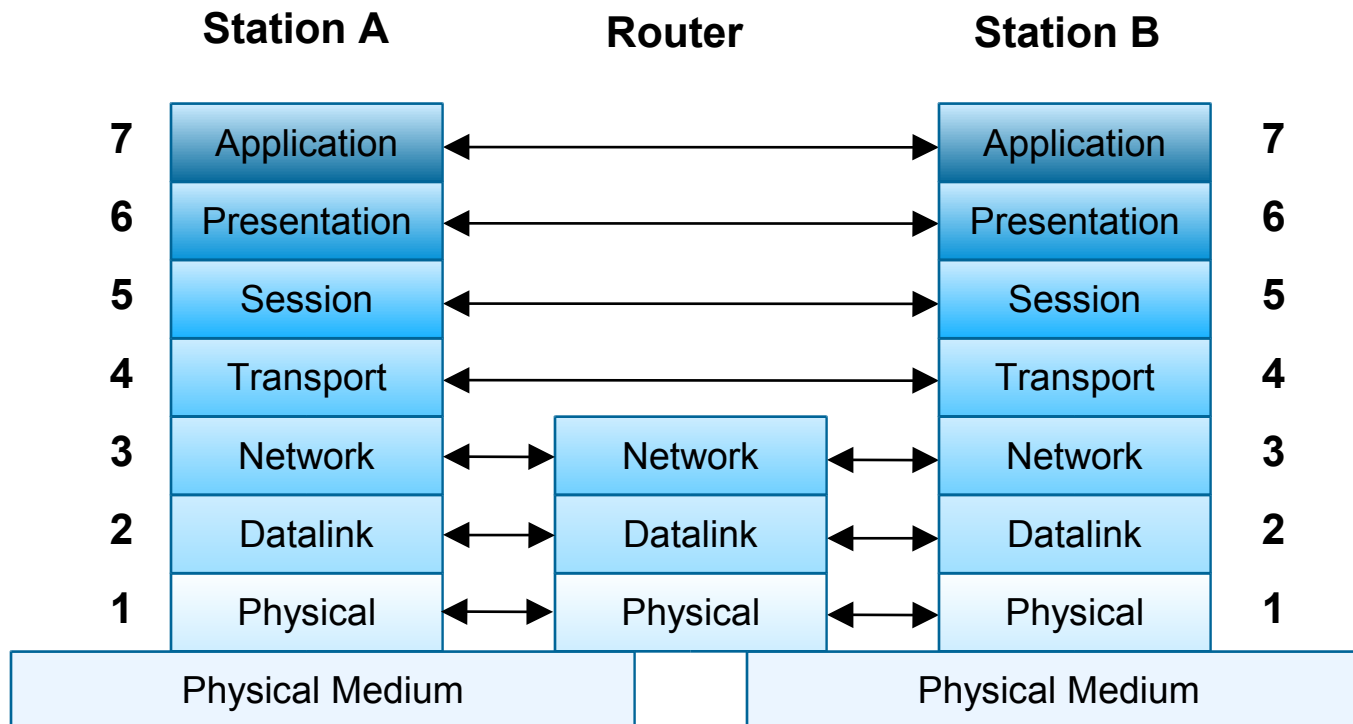 Station A Router Station B
7 Application Application 7
6 Presentation Presentation 6
5 Session Session 5
4 Transport Transport 4
3 Network Network Network 3
2 Datalink Datalink Datalink 2
1 Physical Physical Physical 1
Physical Medium Physical Medium